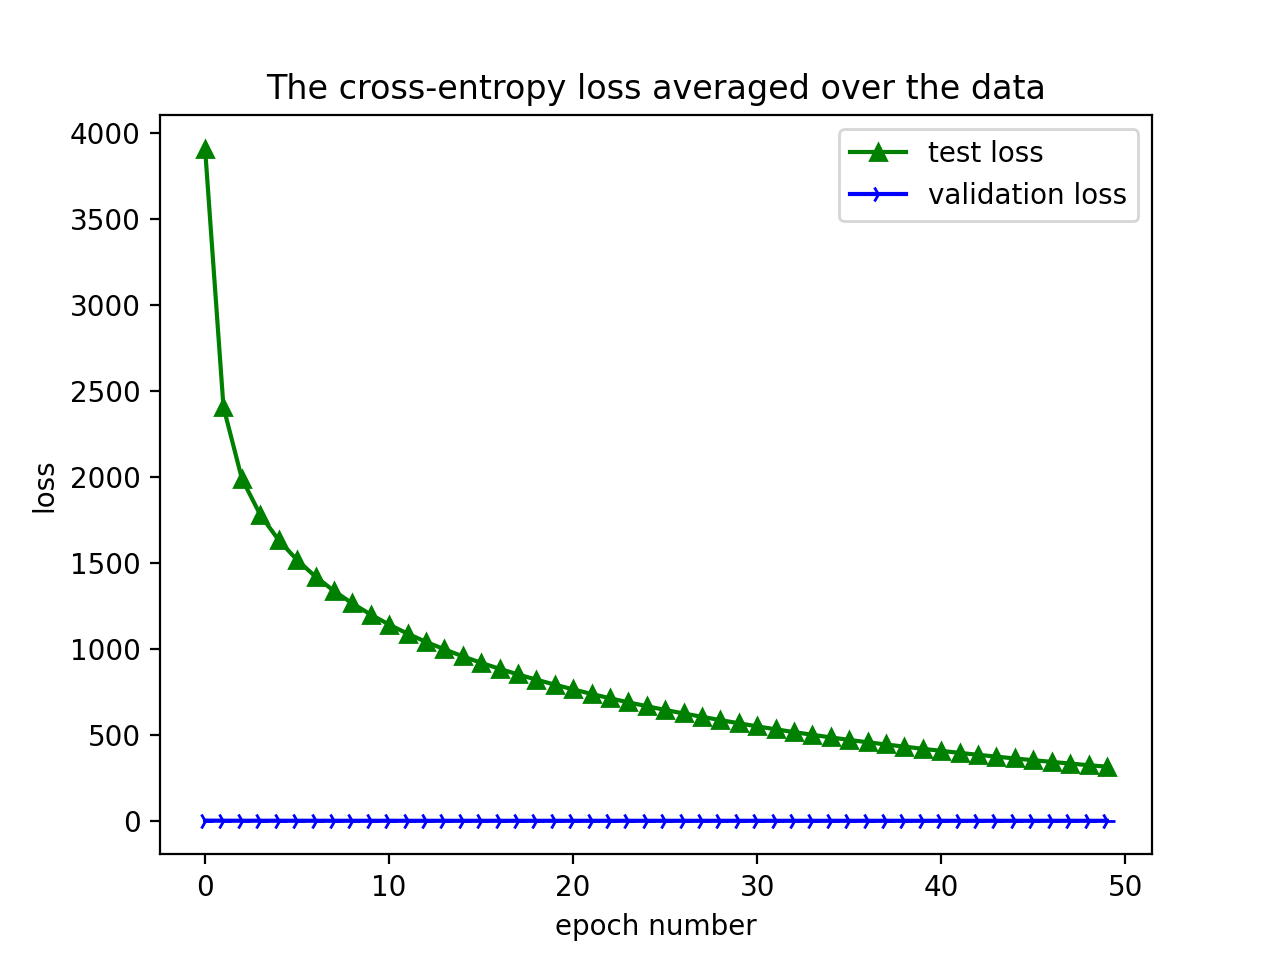 The cross-entropy loss averaged over the data
test loss
validation loss
4000
3500
3000
2500
2000
1500
1000
500
0
loss
0 10 20 30 40 50
epoch number